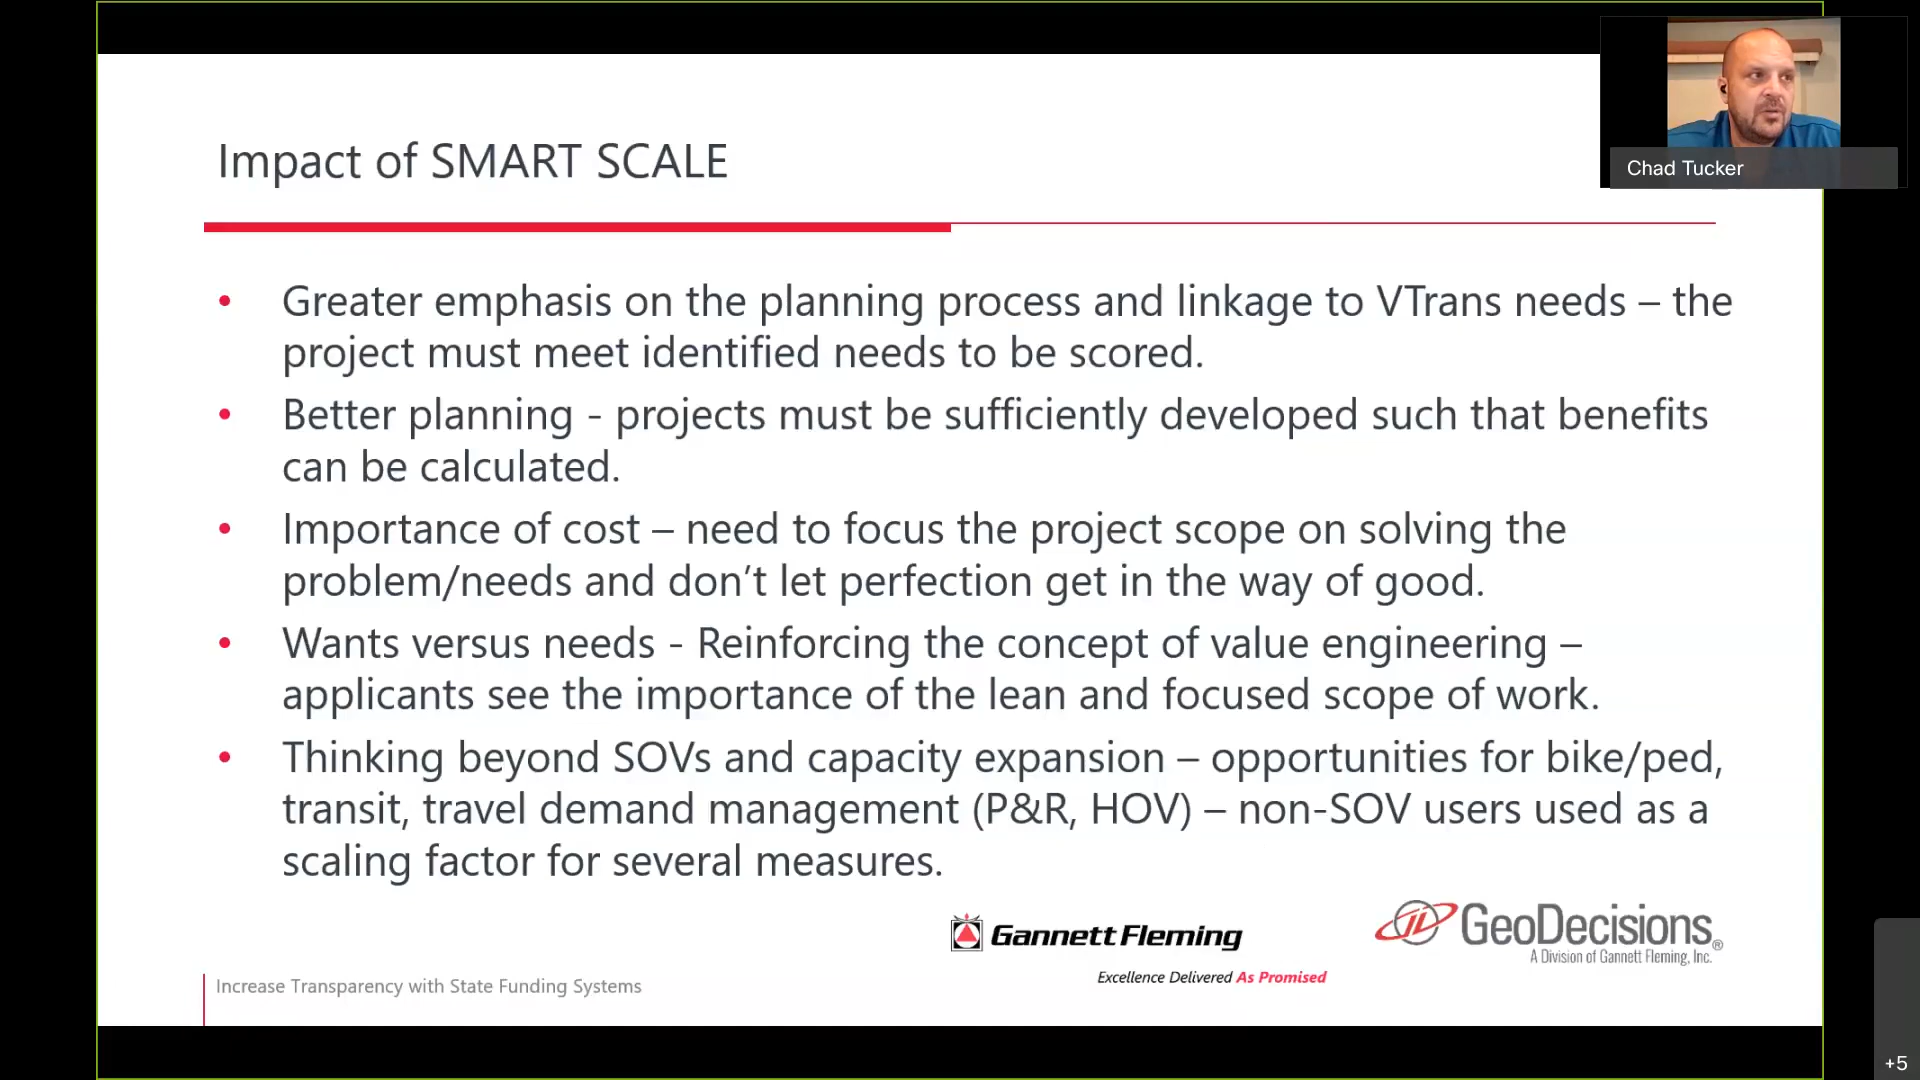 Chad Tucker
Impact of SMART SCALE
• Greater emphasis on the planning process and linkage to VTrans needs – the
project must meet identified needs to be scored.
• Better planning - projects must be sufficiently developed such that benefits
can be calculated.
• Importance of cost – need to focus the project scope on solving the
problem/needs and don’t let perfection get in the way of good.
• Wants versus needs - Reinforcing the concept of value engineering –
applicants see the importance of the lean and focused scope of work.
• Thinking beyond SOVs and capacity expansion – opportunities for bike/ped,
transit, travel demand management (P&R, HOV) – non-SOV users used as a
scaling factor for several measures.
Gannett Fleming
Excellence Delivered As Promised
GeoDecisions®
A Division of Gannett Fleming, Inc.
Increase Transparency with State Funding Systems
+5